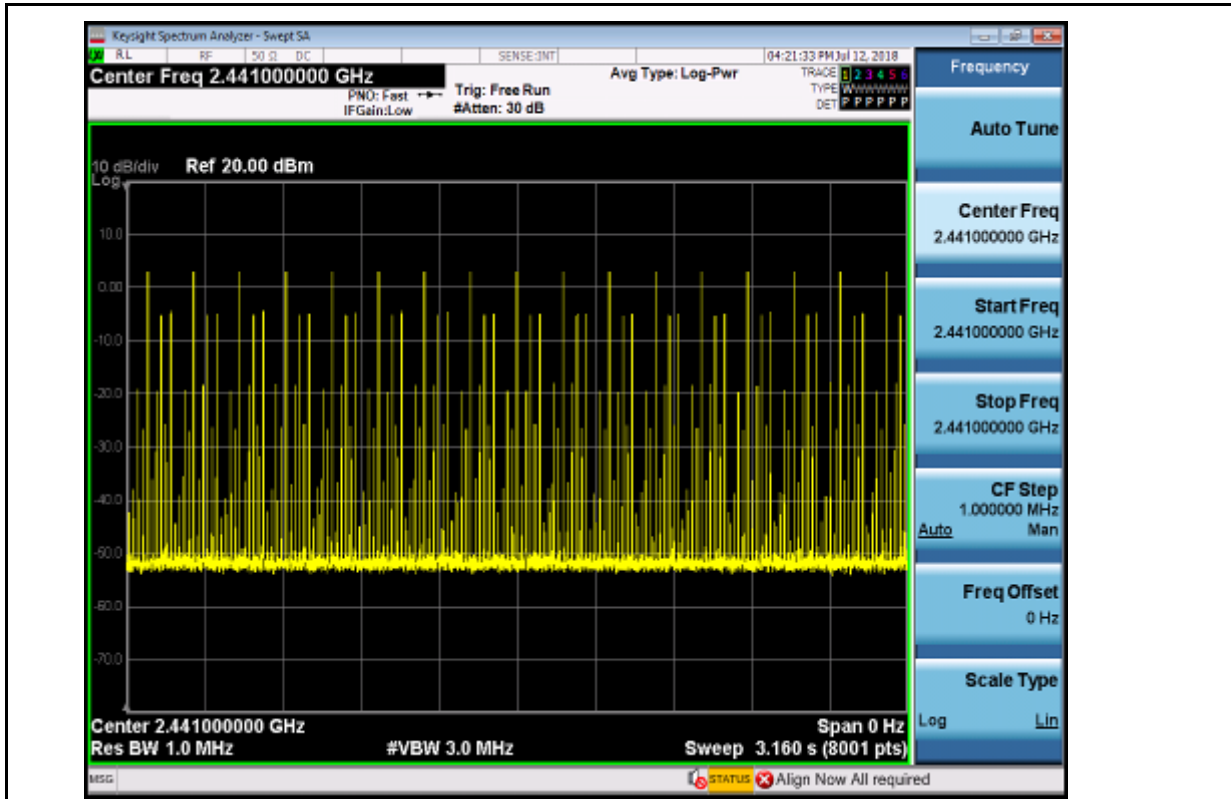 Keysight Spectrum Analyzer - Swept SA
RL RF 50 Ω DC SENSE:INT 04:21:33 PM Jul 12, 2018
Center Freq 2.441000000 GHz
PNO: Fast
IFGain:Low
Trig: Free Run
#Atten: 30 dB
Avg Type: Log-Pwr
TRACE 1 2 3 4 5 6
TYPE WWWWWW
DET P P P P P P
10 dB/div Ref 20.00 dBm
Log
10.0
0.00
-10.0
-20.0
-30.0
-40.0
-50.0
-60.0
-70.0
Center 2.441000000 GHz Span 0 Hz
Res BW 1.0 MHz #VBW 3.0 MHz Sweep 3.160 s (8001 pts)
MSG STATUS Align Now All required
Frequency
Auto Tune
Center Freq
2.441000000 GHz
Start Freq
2.441000000 GHz
Stop Freq
2.441000000 GHz
CF Step
1.000000 MHz
Auto Man
Freq Offset
0 Hz
Scale Type
Log Lin